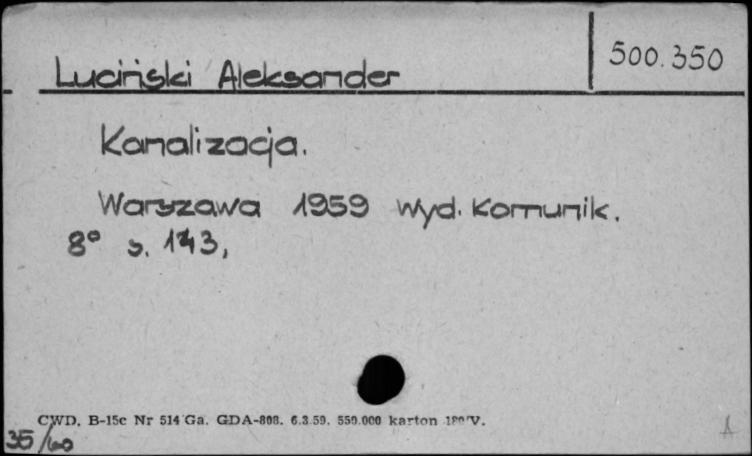 500.350
Luciński Aleksander
Kanalizacja.
Warszawa 1959 Wyd. Komunik.
8° s. 143,
CWD. B-15c Nr 514 Ga. GDA-808. 6.3.59. 550.000 karton V.
35/60
A